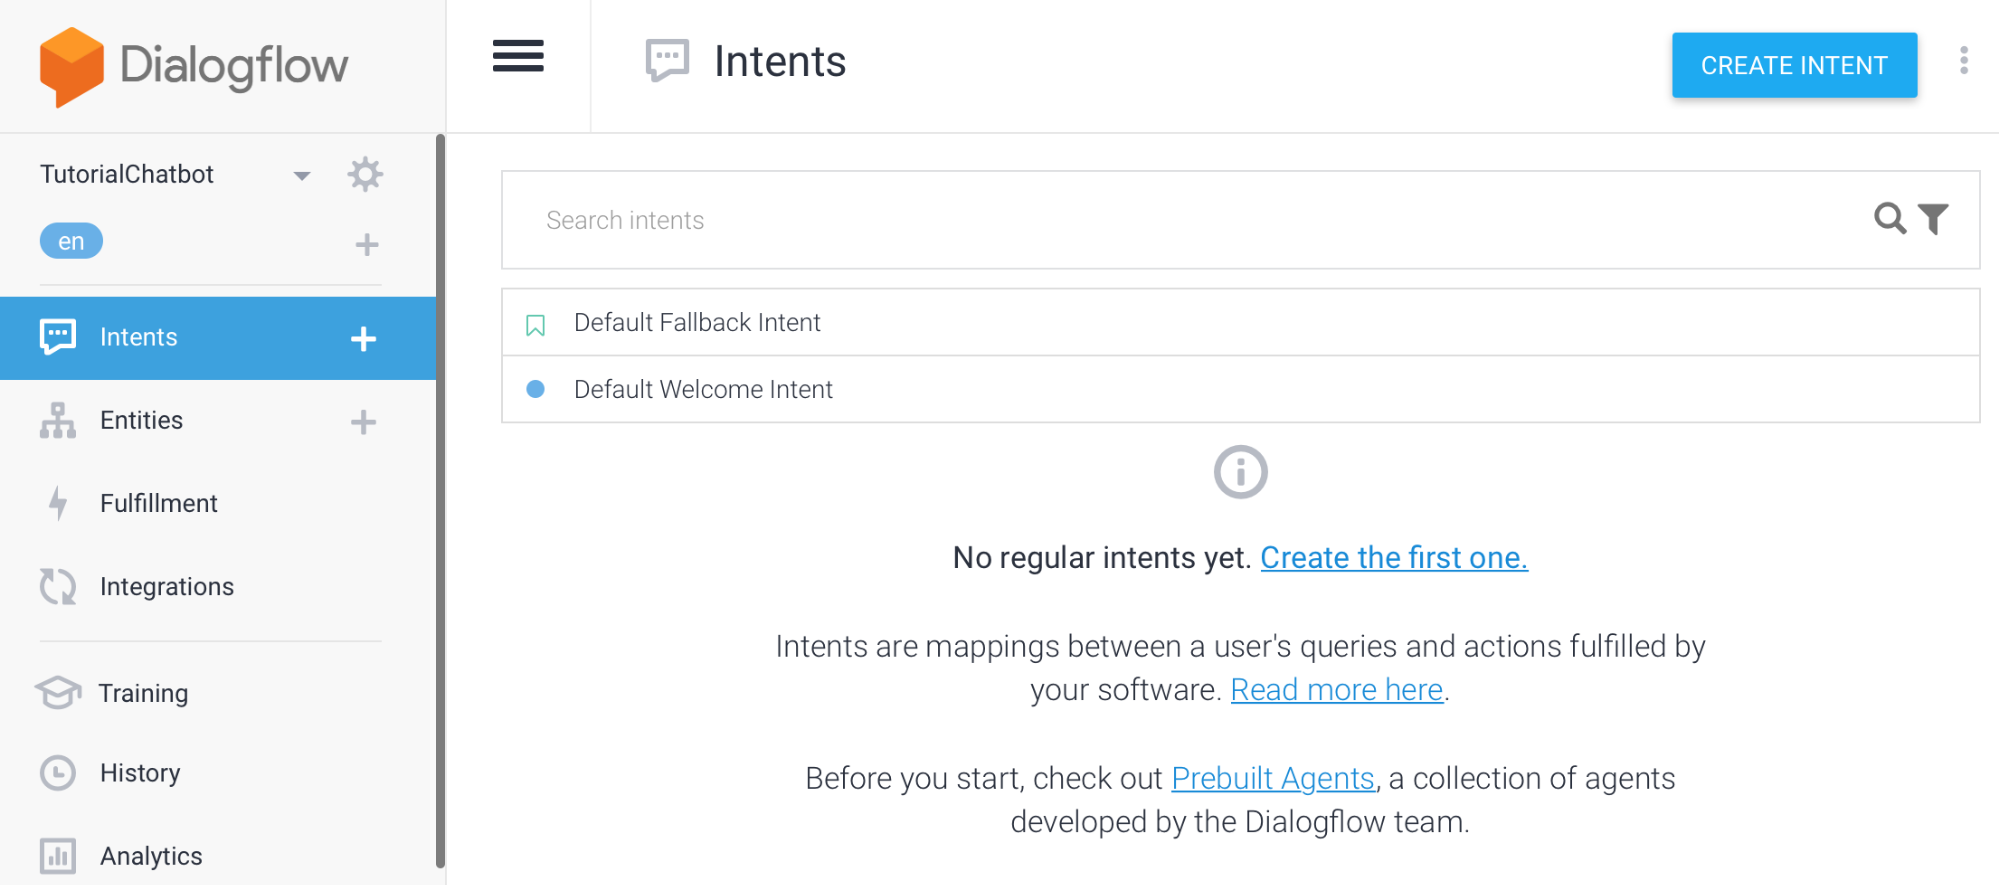 Dialogflow
TutorialChatbot
en
Intents
Entities
Fulfillment
Integrations
Training
History
Analytics
Intents
CREATE INTENT
Search intents
Default Fallback Intent
Default Welcome Intent
No regular intents yet. Create the first one.
Intents are mappings between a user's queries and actions fulfilled by
your software. Read more here.
Before you start, check out Prebuilt Agents, a collection of agents
developed by the Dialogflow team.